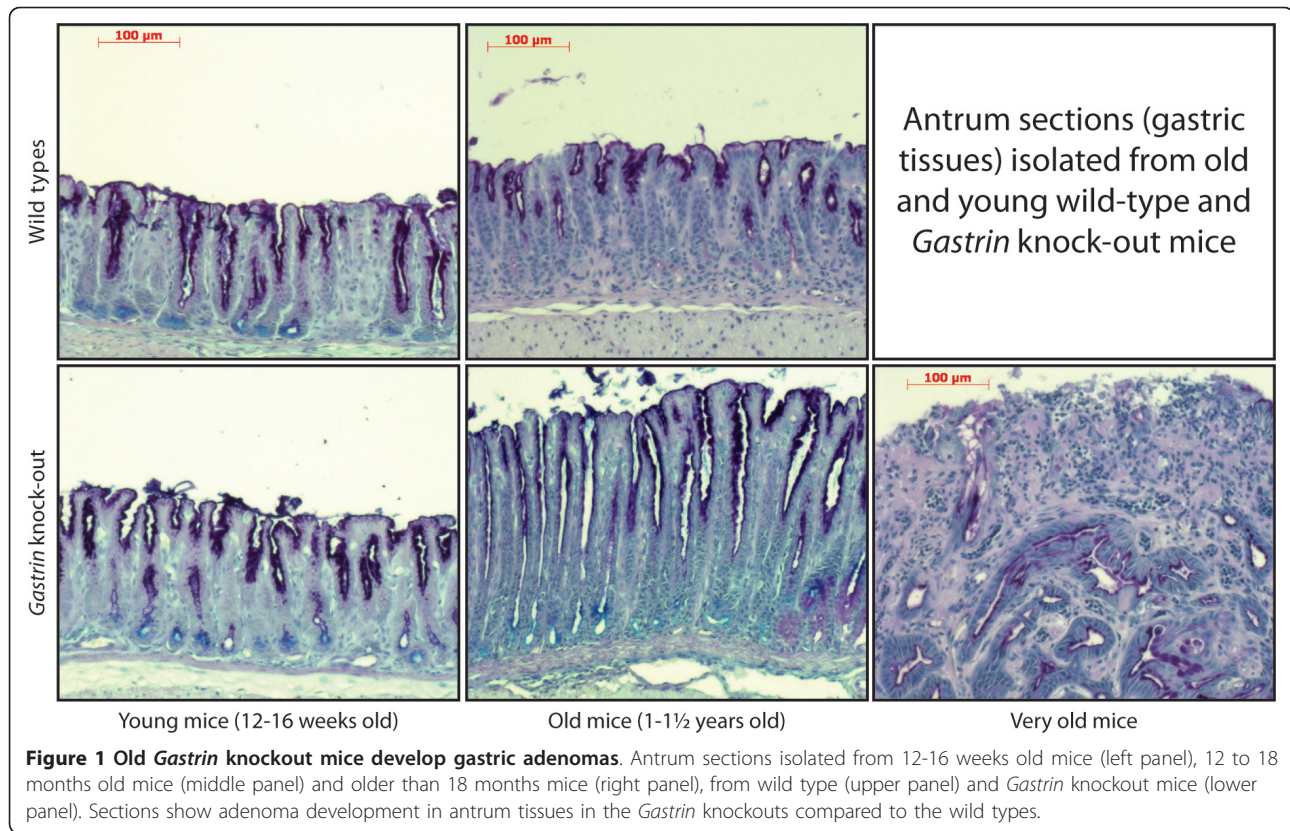 100 µm
100 µm
Wild types
Antrum sections (gastric
tissues) isolated from old
and young wild-type and
Gastrin knock-out mice
100 µm
Gastrin knock-out
Young mice (12-16 weeks old)
Old mice (1-1½ years old)
Very old mice
Figure 1 Old Gastrin knockout mice develop gastric adenomas. Antrum sections isolated from 12-16 weeks old mice (left panel), 12 to 18
months old mice (middle panel) and older than 18 months mice (right panel), from wild type (upper panel) and Gastrin knockout mice (lower
panel). Sections show adenoma development in antrum tissues in the Gastrin knockouts compared to the wild types.